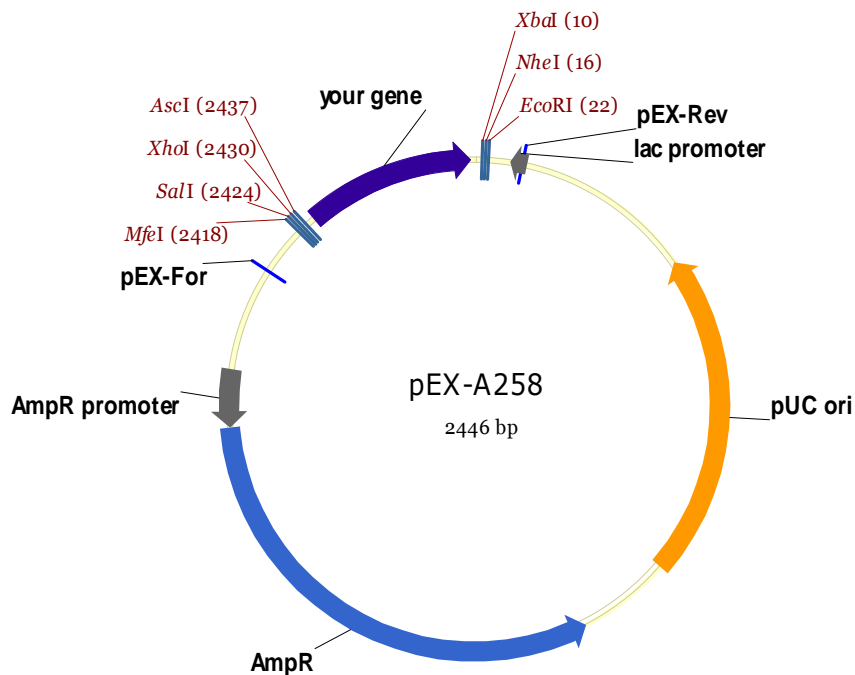 XbaI (10)
NheI (16)
EcoRI (22)
pEX-Rev
lac promoter
your gene
AscI (2437)
XhoI (2430)
SalI (2424)
MfeI (2418)
pEX-For
AmpR promoter
pEX-A258
2446 bp
pUC ori
AmpR